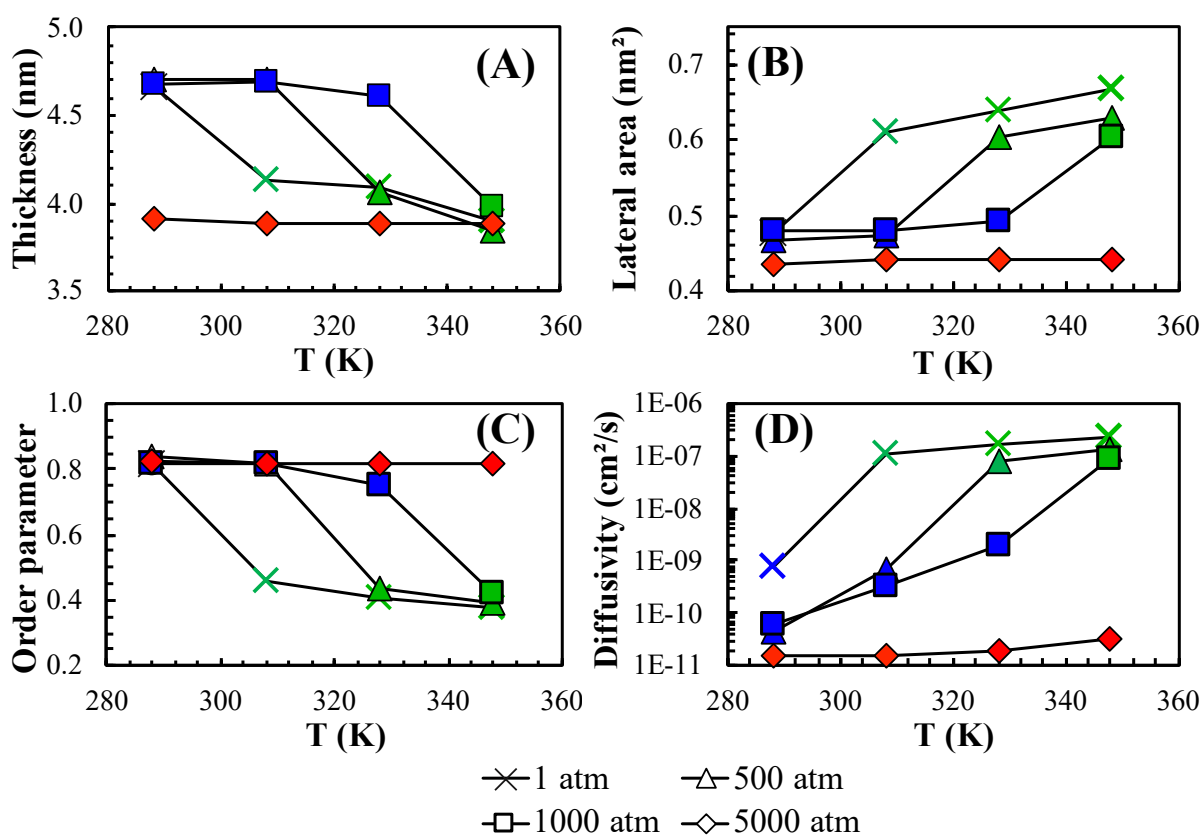 (A)
Thickness (nm)
5.0
4.5
4.0
3.5
280 300 320 340 360
T (K)
(B)
Lateral area (nm²)
0.7
0.6
0.5
0.4
280 300 320 340 360
T (K)
(C)
Order parameter
1.0
0.8
0.6
0.4
0.2
280 300 320 340 360
T (K)
(D)
Diffusivity (cm²/s)
1E-06
1E-07
1E-08
1E-09
1E-10
1E-11
280 300 320 340 360
T (K)
1 atm 500 atm
1000 atm 5000 atm